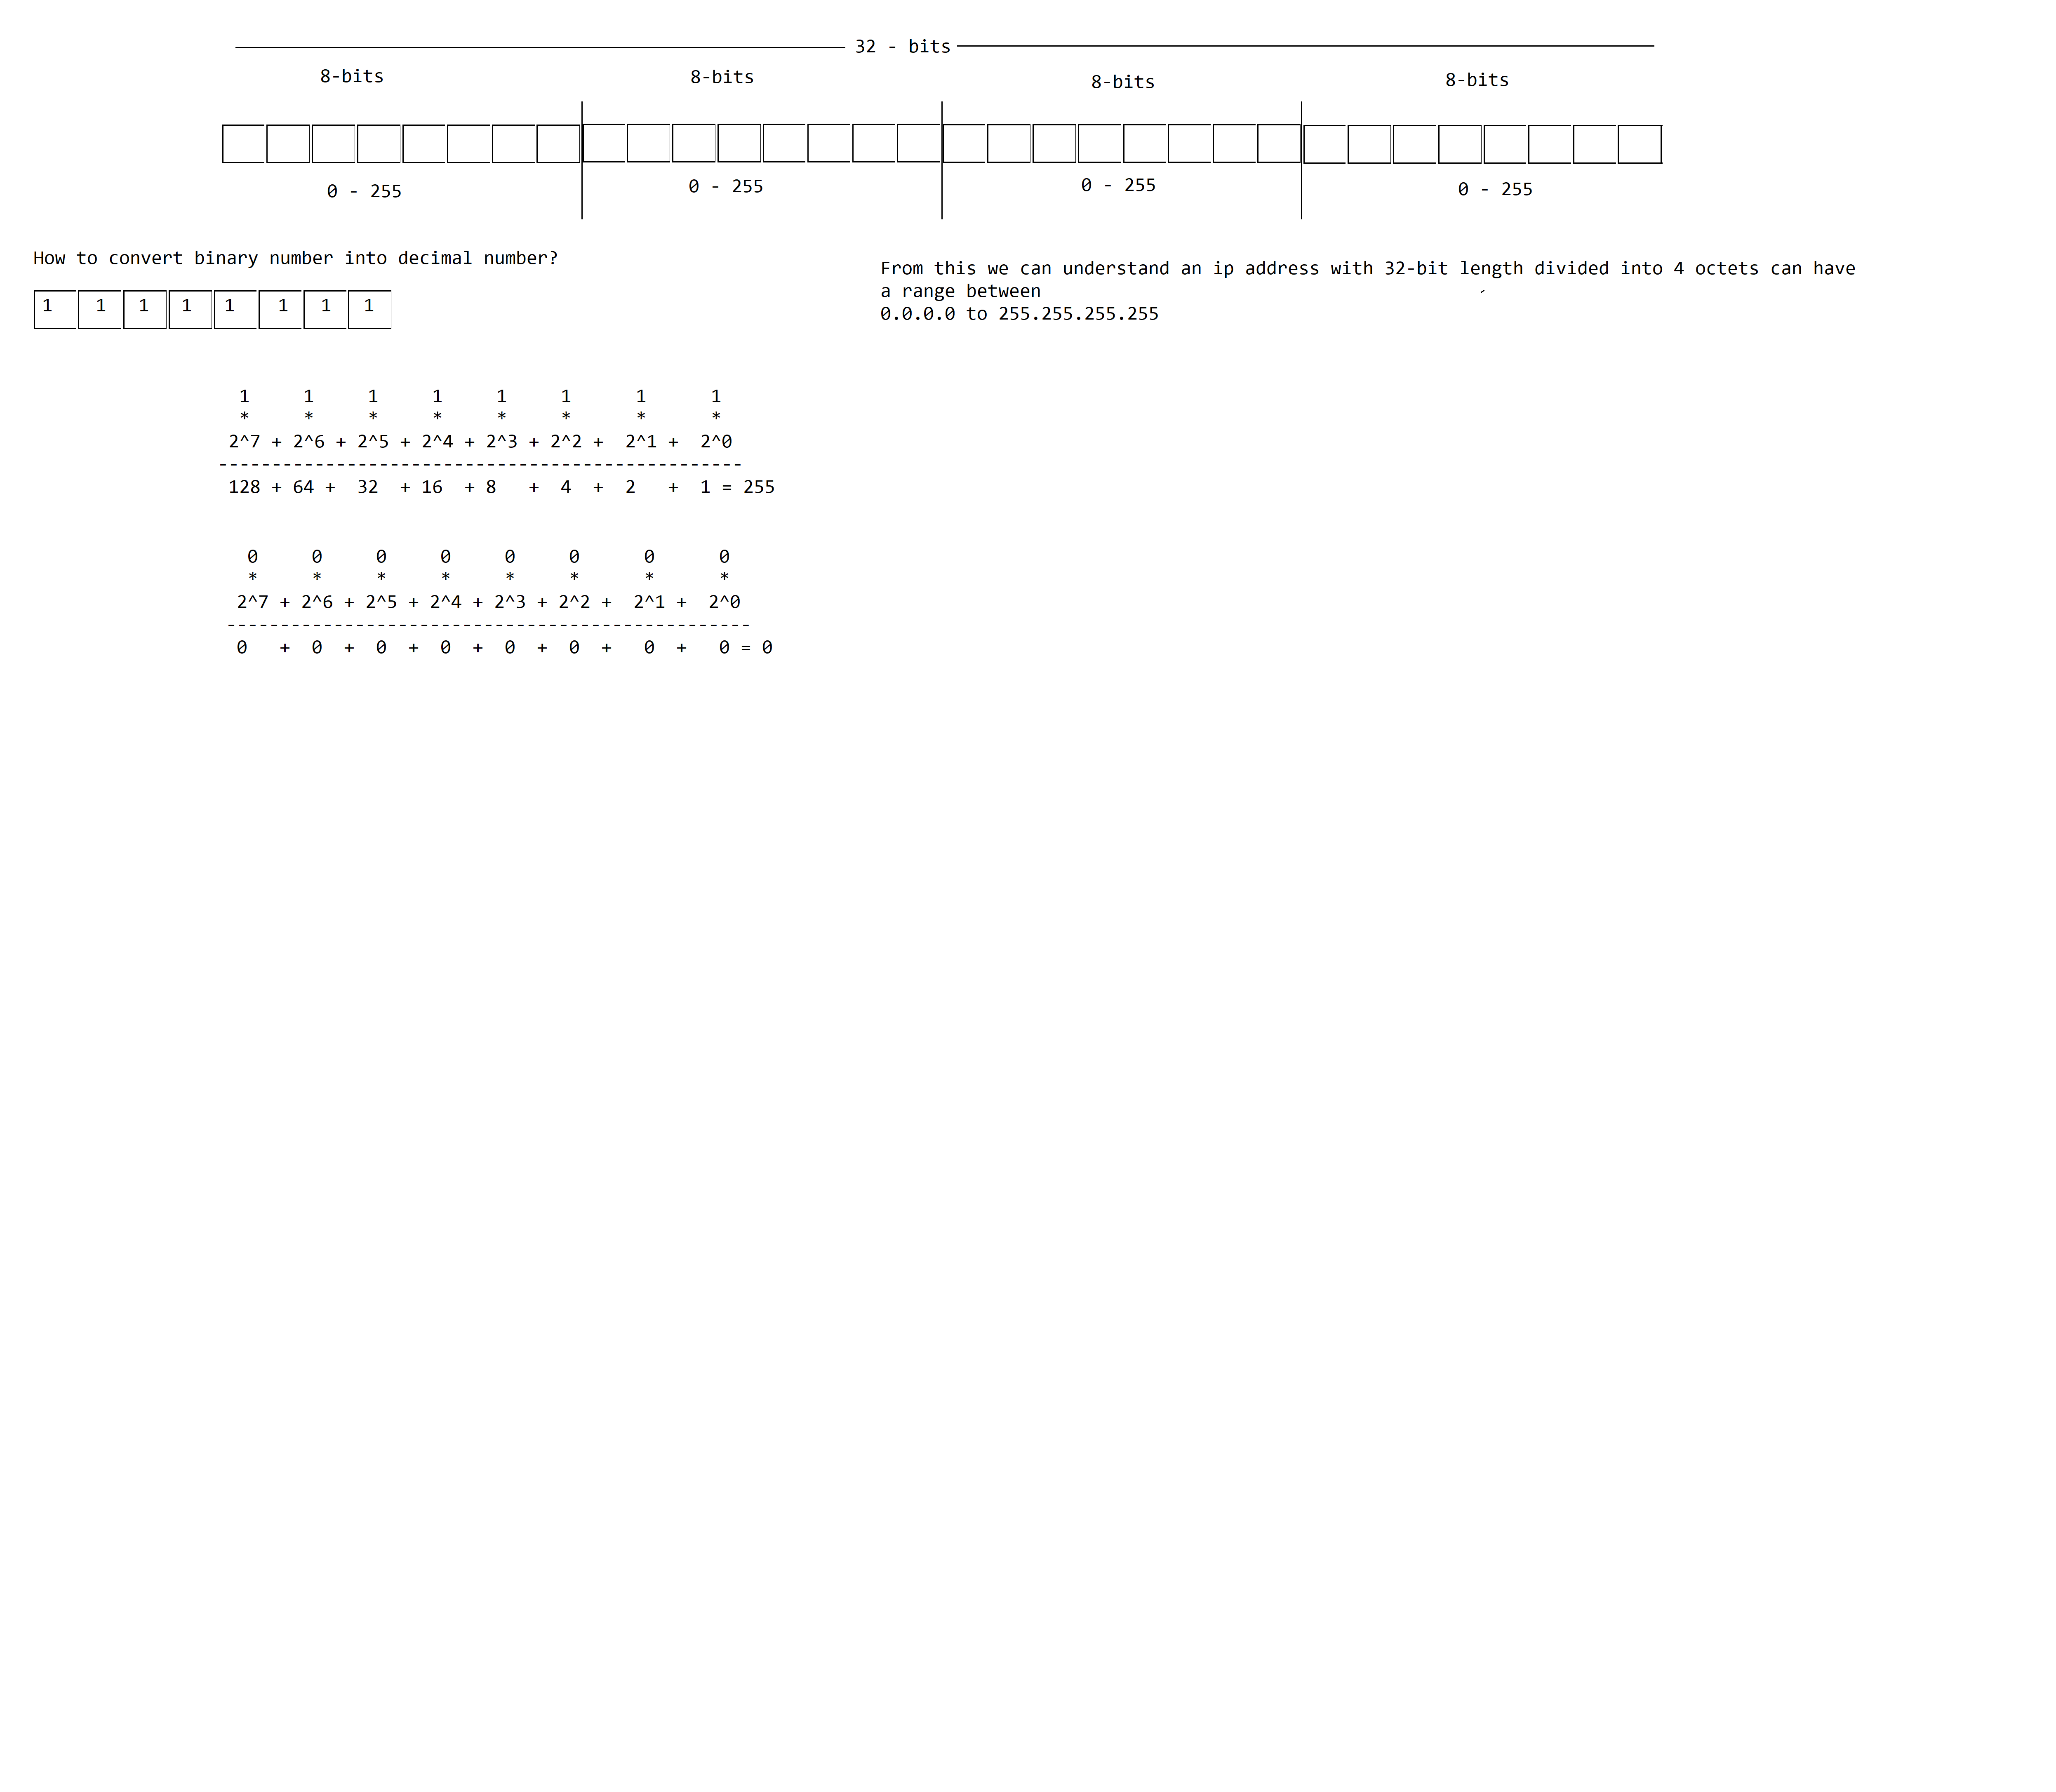 32 - bits
8-bits 8-bits 8-bits 8-bits
0 - 255 0 - 255 0 - 255 0 - 255
How to convert binary number into decimal number?
1 1 1 1 1 1 1 1
From this we can understand an ip address with 32-bit length divided into 4 octets can have
a range between
0.0.0.0 to 255.255.255.255
1 1 1 1 1 1 1 1
* * * * * * * *
2^7 + 2^6 + 2^5 + 2^4 + 2^3 + 2^2 + 2^1 + 2^0
-------------------------------------------------
128 + 64 + 32 + 16 + 8 + 4 + 2 + 1 = 255
0 0 0 0 0 0 0 0
* * * * * * * *
2^7 + 2^6 + 2^5 + 2^4 + 2^3 + 2^2 + 2^1 + 2^0
-------------------------------------------------
0 + 0 + 0 + 0 + 0 + 0 + 0 + 0 = 0